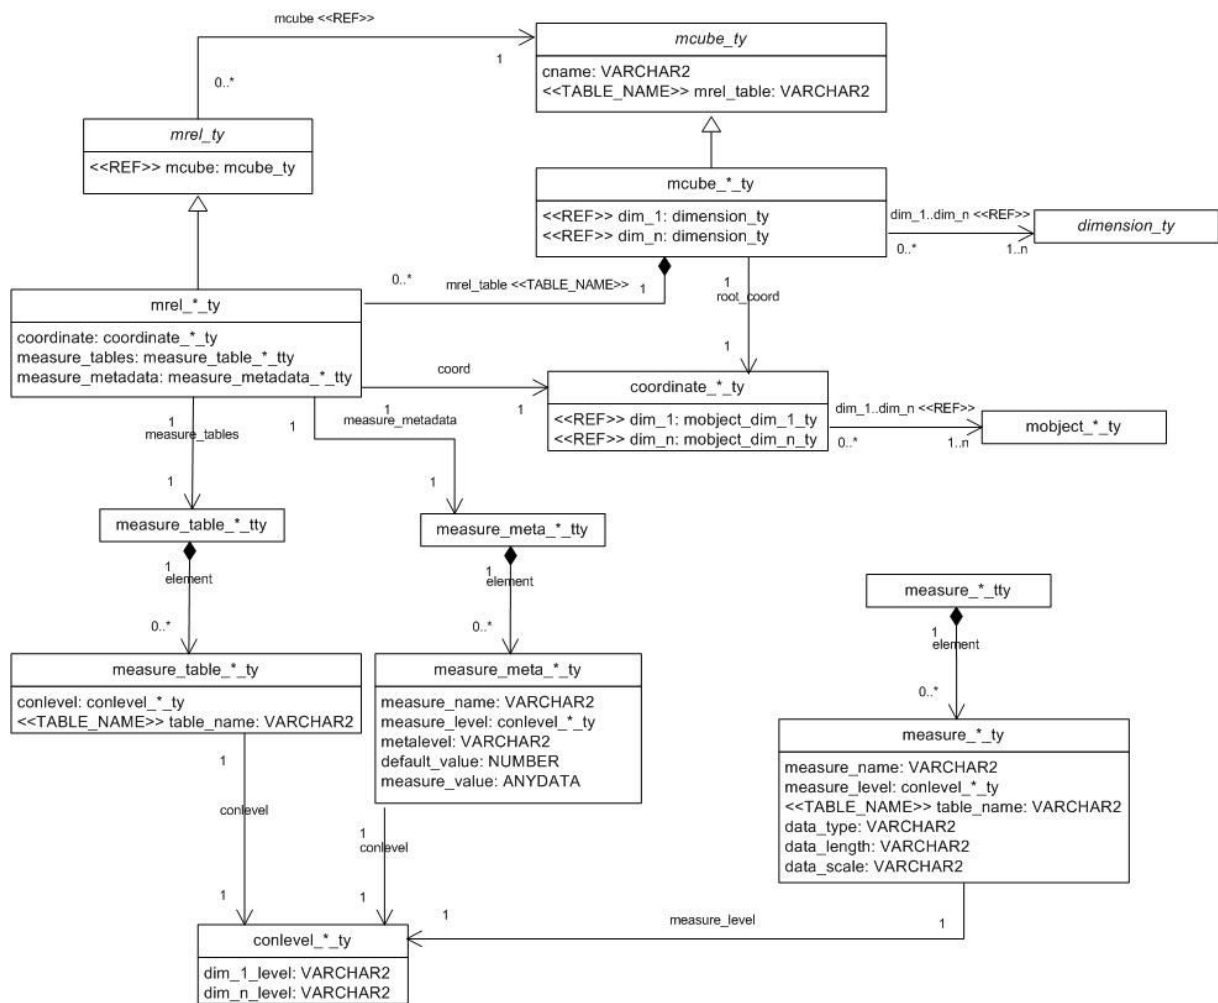 mcube <<REF>>
1
0..*
mcube_ty
cname: VARCHAR2
<<TABLE_NAME>> mrel_table: VARCHAR2
mrel_ty
<<REF>> mcube: mcube_ty
mcube_*_ty
<<REF>> dim_1: dimension_ty
<<REF>> dim_n: dimension_ty
dim_1..dim_n <<REF>>
0..*
1..n
dimension_ty
0..*
mrel_table <<TABLE_NAME>>
1
1
root_coord
1
mrel_*_ty
coordinate: coordinate_*_ty
measure_tables: measure_table_*_tty
measure_metadata: measure_metadata_*_tty
coord
1
1
coordinate_*_ty
<<REF>> dim_1: mobject_dim_1_ty
<<REF>> dim_n: mobject_dim_n_ty
dim_1..dim_n <<REF>>
0..*
1..n
mobject_*_ty
1
measure_tables
1
1
measure_metadata
1
measure_table_*_tty
measure_meta_*_tty
1
element
0..*
1
element
0..*
measure_*_tty
1
element
0..*
measure_table_*_ty
conlevel: conlevel_*_ty
<<TABLE_NAME>> table_name: VARCHAR2
measure_meta_*_ty
measure_name: VARCHAR2
measure_level: conlevel_*_ty
metalevel: VARCHAR2
default_value: NUMBER
measure_value: ANYDATA
measure_*_ty
measure_name: VARCHAR2
measure_level: conlevel_*_ty
<<TABLE_NAME>> table_name: VARCHAR2
data_type: VARCHAR2
data_length: VARCHAR2
data_scale: VARCHAR2
1
conlevel
1
1
conlevel
1
1
measure_level
1
conlevel_*_ty
dim_1_level: VARCHAR2
dim_n_level: VARCHAR2